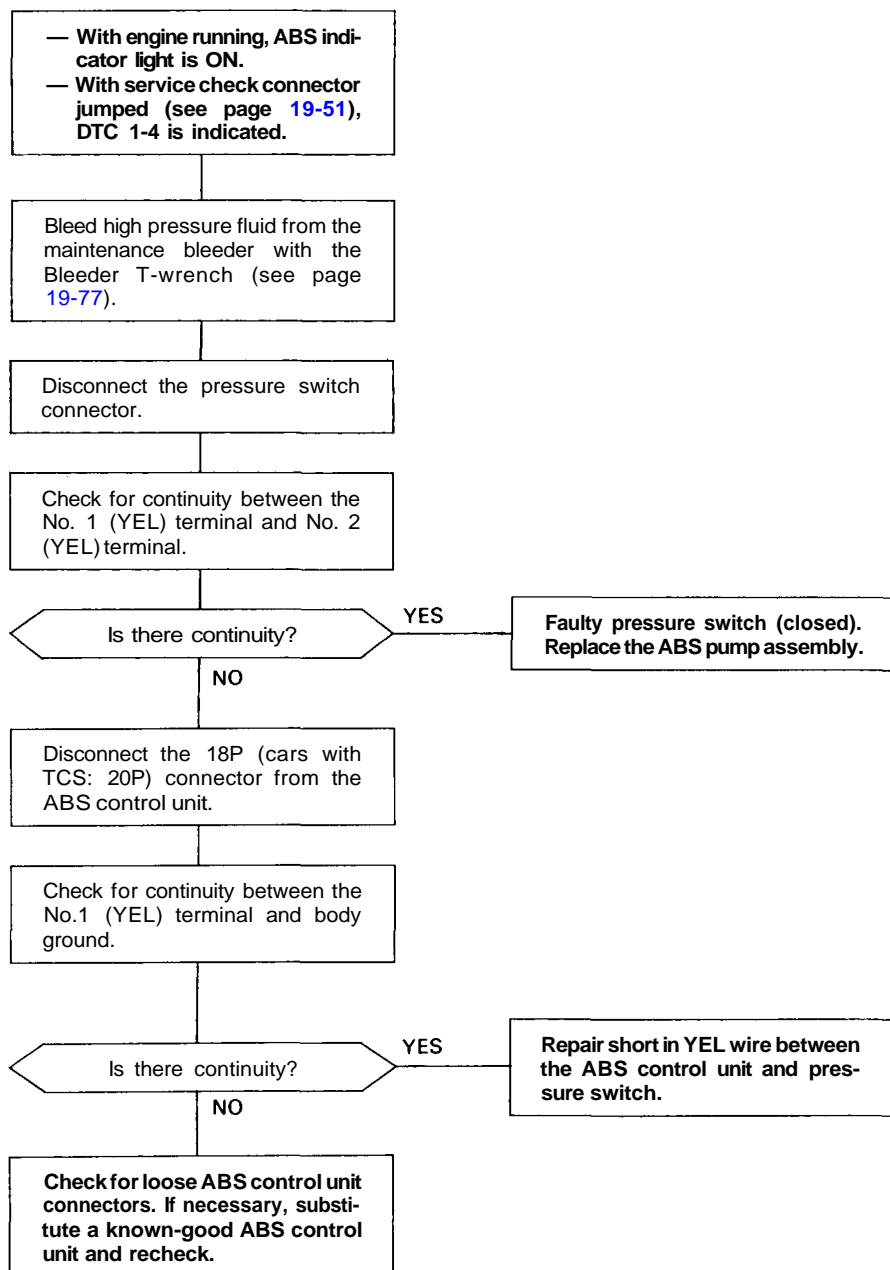 — With engine running, ABS indi-
cator light is ON.
— With service check connector
jumped (see page 19-51),
DTC 1-4 is indicated.
Bleed high pressure fluid from the
maintenance bleeder with the
Bleeder T-wrench (see page
19-77).
Disconnect the pressure switch
connector.
Check for continuity between the
No. 1 (YEL) terminal and No. 2
(YEL) terminal.
Is there continuity?
YES
Faulty pressure switch (closed).
Replace the ABS pump assembly.
NO
Disconnect the 18P (cars with
TCS: 20P) connector from the
ABS control unit.
Check for continuity between the
No.1 (YEL) terminal and body
ground.
Is there continuity?
YES
Repair short in YEL wire between
the ABS control unit and pres-
sure switch.
NO
Check for loose ABS control unit
connectors. If necessary, substi-
tute a known-good ABS control
unit and recheck.